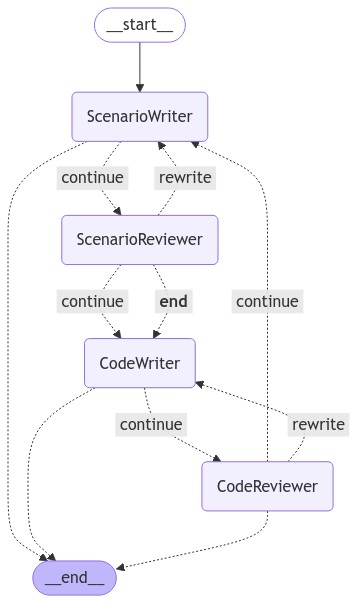 __start__
ScenarioWriter
continue
rewrite
ScenarioReviewer
continue
end
continue
CodeWriter
continue
rewrite
CodeReviewer
__end__